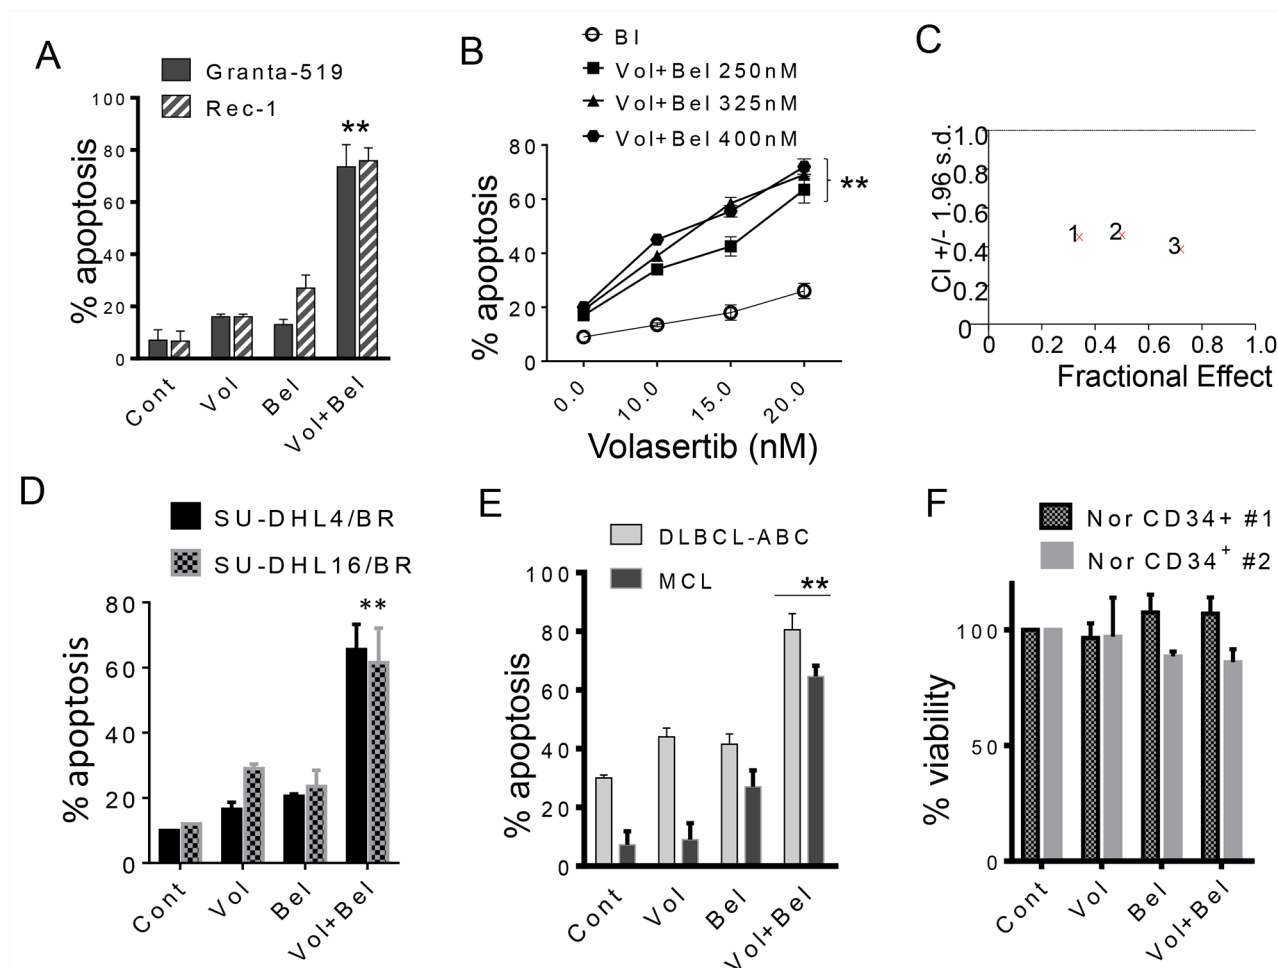 A
Granta-519
Rec-1
% apoptosis
100
80
60
40
20
0
**
Cont
Vol
Bel
Vol+Bel
B
BI
Vol+Bel 250nM
Vol+Bel 325nM
Vol+Bel 400nM
% apoptosis
80
60
40
20
0
**
0.0
10.0
15.0
20.0
Volasertib (nM)
C
CI +/- 1.96 s.d.
1.0
0.8
0.6
0.4
0.2
0
1
2
3
0
0.2
0.4
0.6
0.8
1.0
Fractional Effect
D
SU-DHL4/BR
SU-DHL16/BR
% apoptosis
80
60
40
20
0
**
Cont
Vol
Bel
Vol+Bel
E
DLBCL-ABC
MCL
% apoptosis
100
80
60
40
20
0
**
Cont
Vol
Bel
Vol+Bel
F
Nor CD34+ #1
Nor CD34+ #2
% viability
100
50
0
Cont
Vol
Bel
Vol+Bel